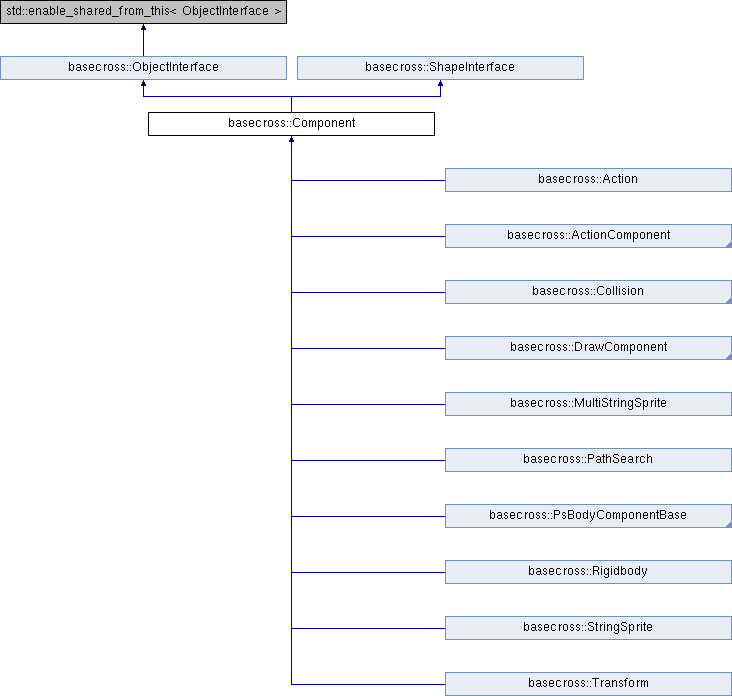 std::enable_shared_from_this< ObjectInterface >
basecross::ObjectInterface
basecross::ShapeInterface
basecross::Component
basecross::Action
basecross::ActionComponent
basecross::Collision
basecross::DrawComponent
basecross::MultiStringSprite
basecross::PathSearch
basecross::PsBodyComponentBase
basecross::Rigidbody
basecross::StringSprite
basecross::Transform